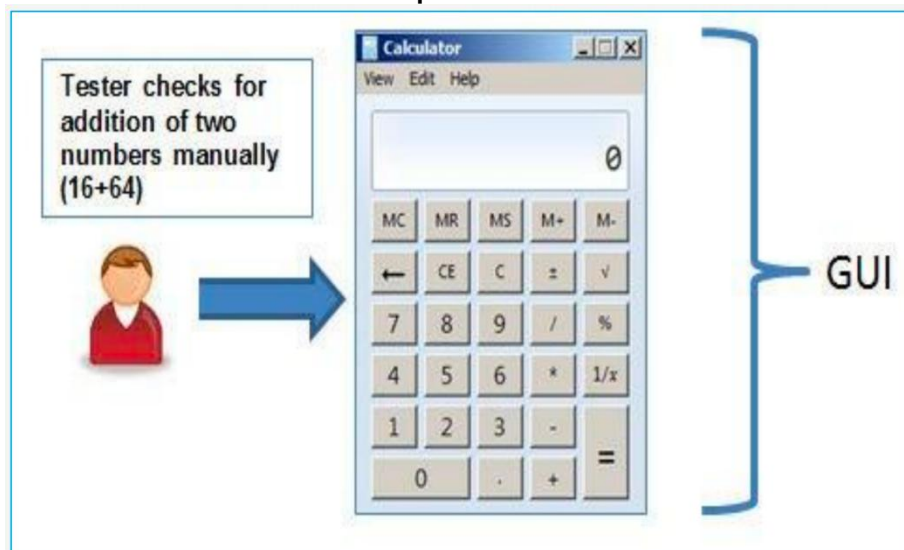 Calculator
View Edit Help
Tester checks for
addition of two
numbers manually
(16+64)
0
MC MR MS M+ M-
← CE C ± √
7 8 9 / %
4 5 6 * 1/x
1 2 3 -
=
0 . +
GUI